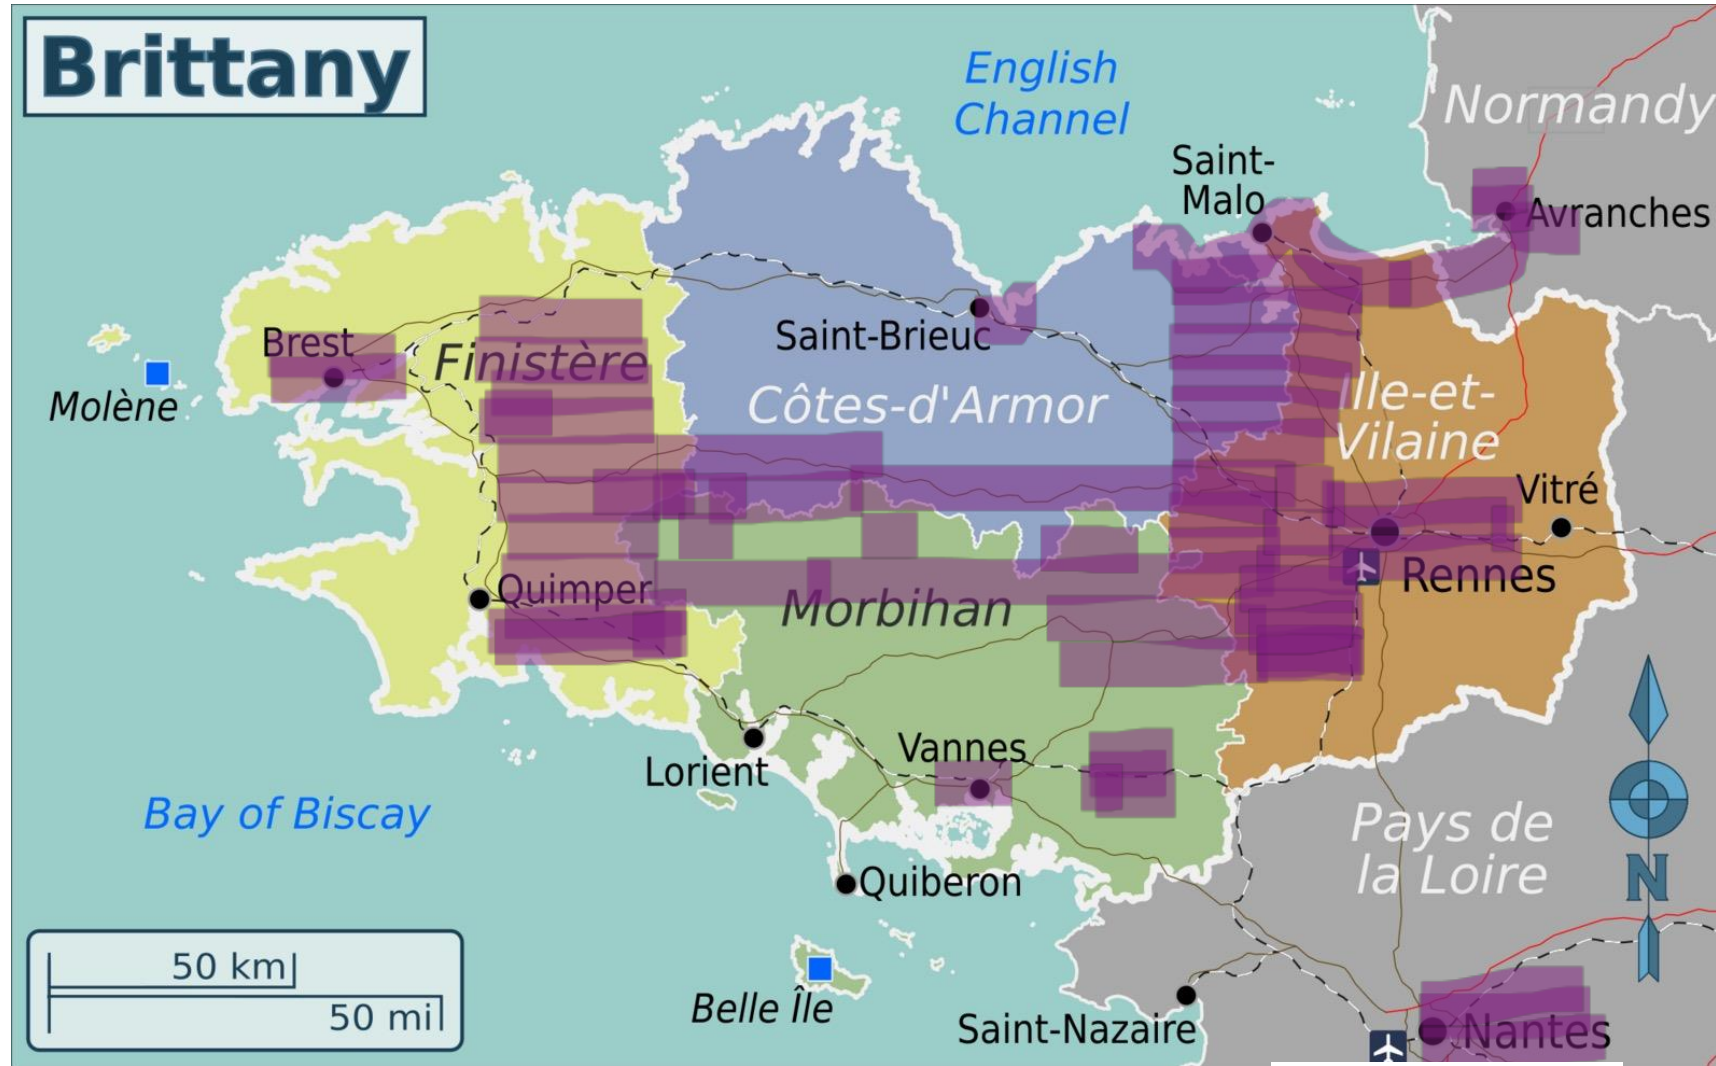 Brittany
English
Channel
Normandy
Saint-
Malo
Avranches
Brest
Finistère
Saint-Brieuc
Molène
Côtes-d'Armor
Ille-et-
Vilaine
Vitré
Rennes
Quimper
Morbihan
Vannes
Lorient
Bay of Biscay
Pays de
la Loire
Quiberon
N
50 km
50 mi
Belle Île
Saint-Nazaire
Nantes